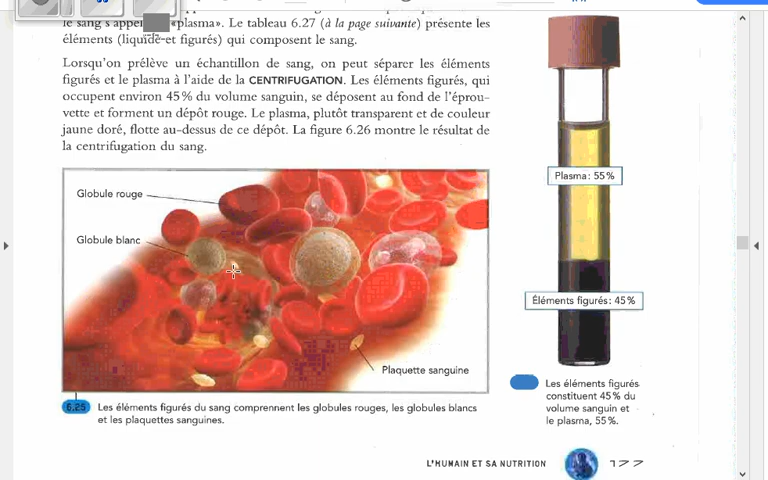 le sang s'appel «plasma». Le tableau 6.27 (à la page suivante) présente les
éléments (liquide et figurés) qui composent le sang.
Lorsqu'on prélève un échantillon de sang, on peut séparer les éléments
figurés et le plasma à l'aide de la CENTRIFUGATION. Les éléments figurés, qui
occupent environ 45 % du volume sanguin, se déposent au fond de l'éprou-
vette et forment un dépôt rouge. Le plasma, plutôt transparent et de couleur
jaune doré, flotte au-dessus de ce dépôt. La figure 6.26 montre le résultat de
la centrifugation du sang.
Globule rouge
Globule blanc
Plaquette sanguine
6.25 Les éléments figurés du sang comprennent les globules rouges, les globules blancs
et les plaquettes sanguines.
Plasma : 55 %
Éléments figurés : 45 %
Les éléments figurés
constituent 45 % du
volume sanguin et
le plasma, 55 %.
L'HUMAIN ET SA NUTRITION 177